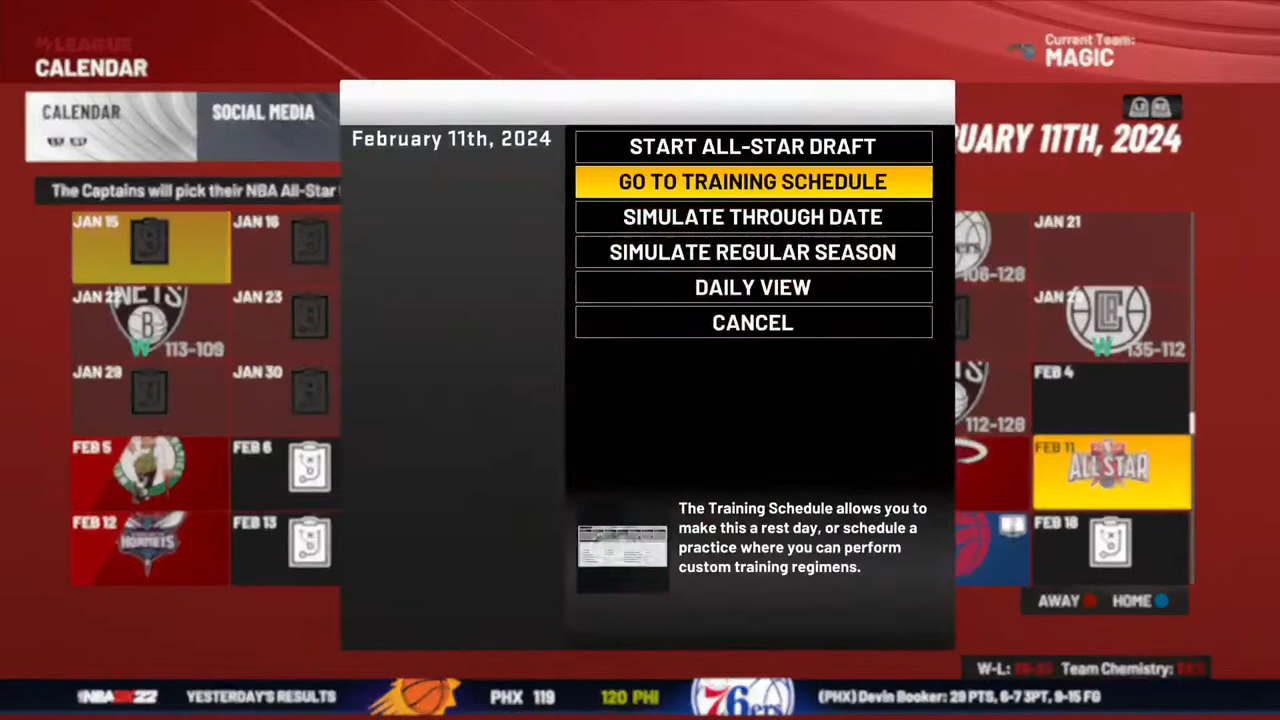 MYLEAGUE
CALENDAR
Current Team:
MAGIC
CALENDAR
SOCIAL MEDIA
February 11th, 2024
UARY 11TH, 2024
The Captains will pick their NBA All-Star
START ALL-STAR DRAFT
GO TO TRAINING SCHEDULE
SIMULATE THROUGH DATE
SIMULATE REGULAR SEASON
DAILY VIEW
CANCEL
JAN 15
JAN 16
106-128
JAN 21
JAN 22
NETS
B
W 113-109
JAN 23
W 135-112
JAN 29
JAN 30
112-128
FEB 4
FEB 5
FEB 6
FEB 11
ALL STAR
FEB 12
HORNETS
FEB 13
FEB 18
The Training Schedule allows you to
make this a rest day, or schedule a
practice where you can perform
custom training regimens.
AWAY HOME
W-L: Team Chemistry:
NBA 2K22 YESTERDAY'S RESULTS PHX 119 120 PHI 76ers (PHX) Devin Booker: 29 PTS, 6-7 3PT, 9-15 FG